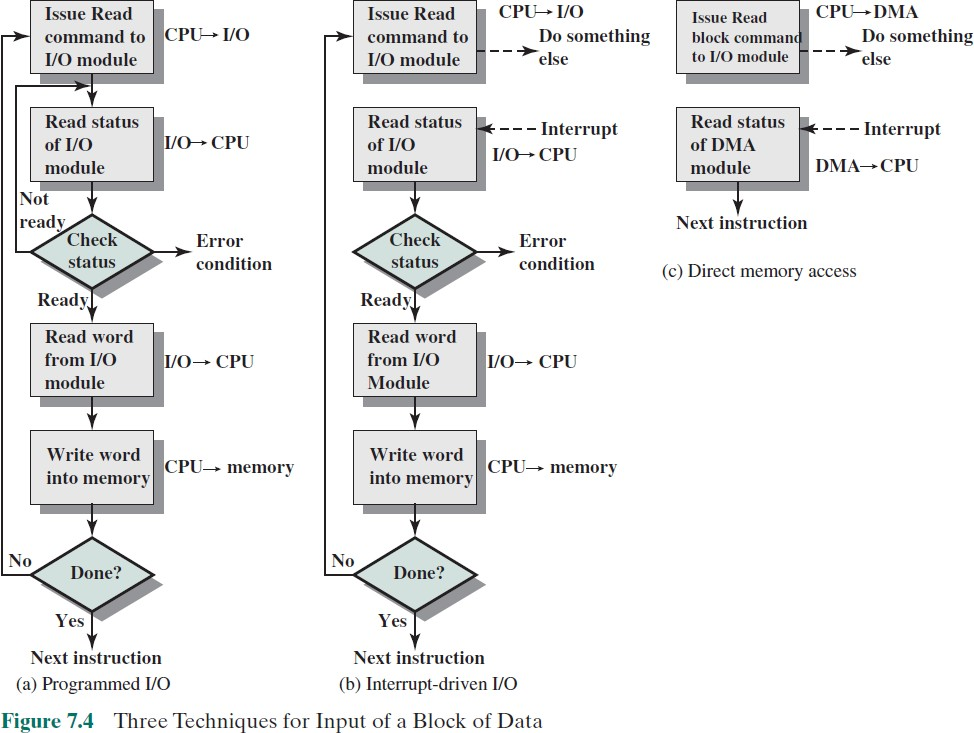 Issue Read
command to
I/O module
CPU→ I/O
Read status
of I/O
module
I/O→ CPU
Not
ready
Check
status
Error
condition
Ready
Read word
from I/O
module
I/O→ CPU
Write word
into memory
CPU→ memory
No
Done?
Yes
Next instruction
(a) Programmed I/O
Issue Read
command to
I/O module
CPU→ I/O
Do something
else
Read status
of I/O
module
Interrupt
I/O→ CPU
Check
status
Error
condition
Ready
Read word
from I/O
Module
I/O→ CPU
Write word
into memory
CPU→ memory
No
Done?
Yes
Next instruction
(b) Interrupt-driven I/O
Issue Read
block command
to I/O module
CPU→DMA
Do something
else
Read status
of DMA
module
Interrupt
DMA→CPU
Next instruction
(c) Direct memory access
Figure 7.4 Three Techniques for Input of a Block of Data